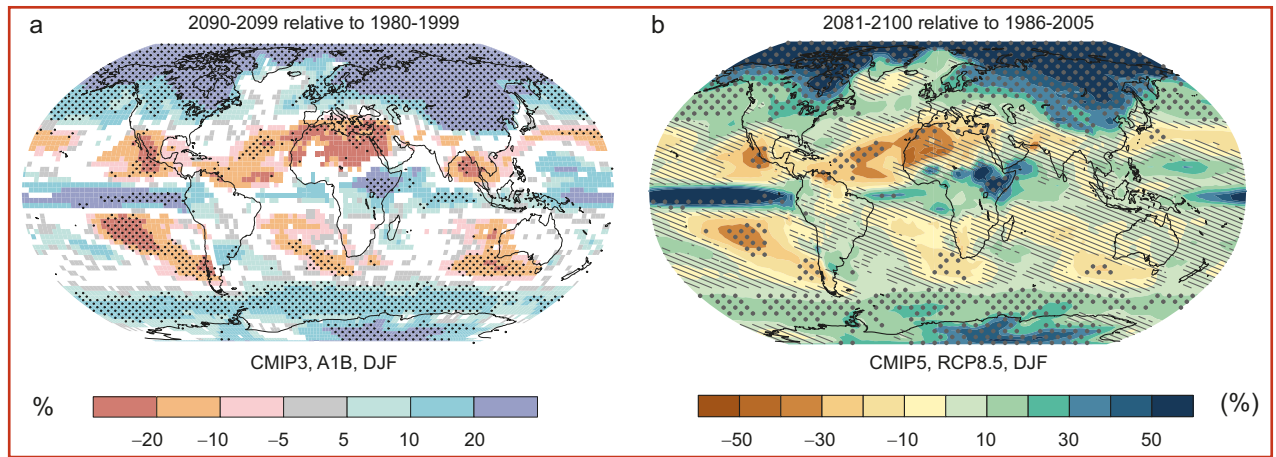 a
2090-2099 relative to 1980-1999
b
2081-2100 relative to 1986-2005
CMIP3, A1B, DJF
CMIP5, RCP8.5, DJF
%
−20 −10 −5 5 10 20
−50 −30 −10 10 30 50
(%)